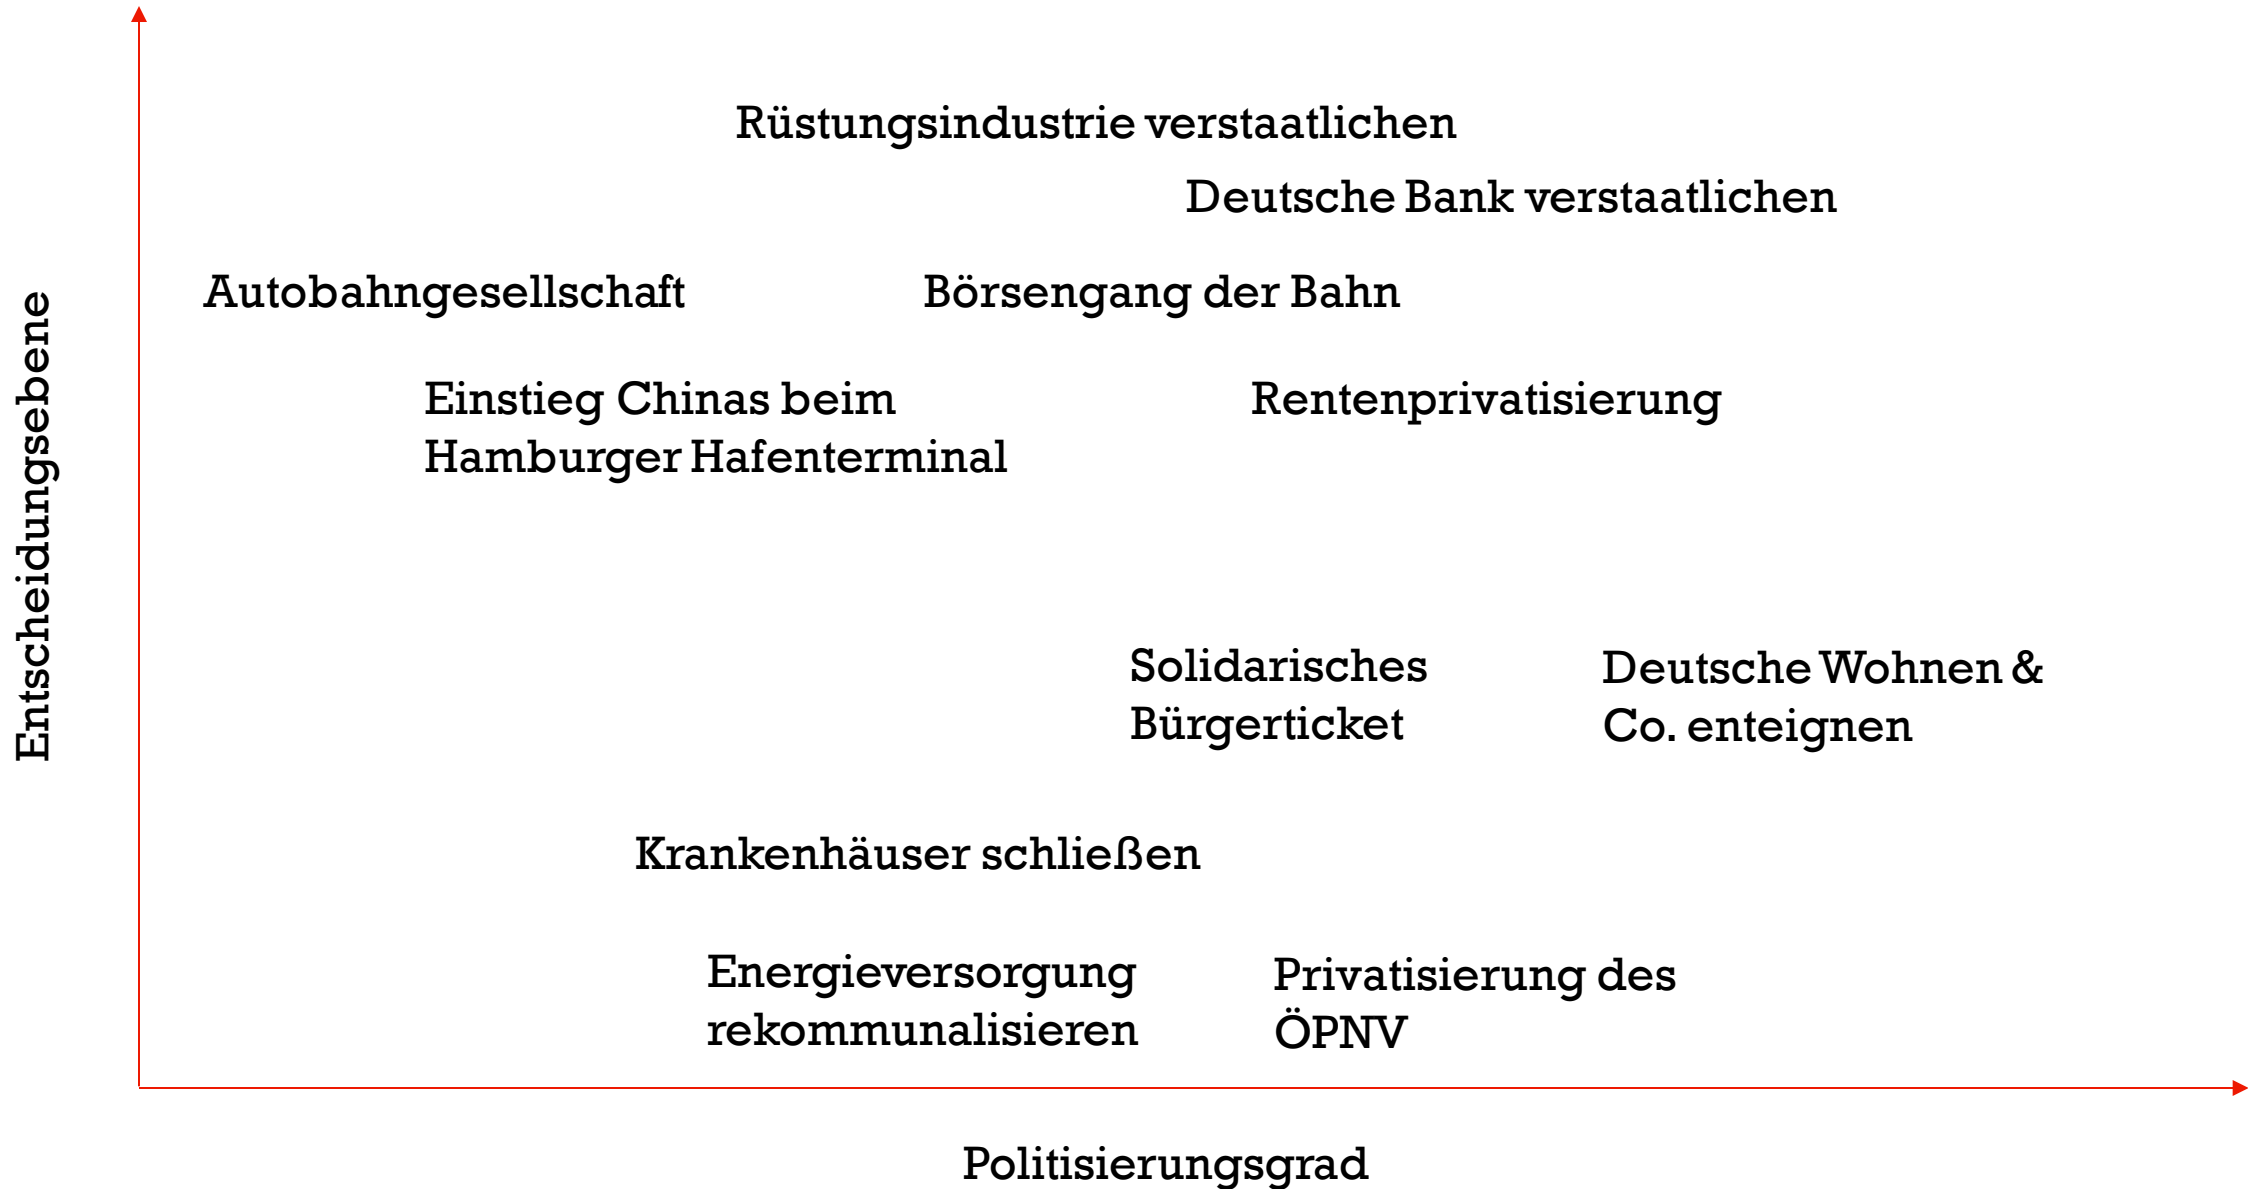 Rüstungsindustrie verstaatlichen
Deutsche Bank verstaatlichen
Autobahngesellschaft
Börsengang der Bahn
Einstieg Chinas beim
Hamburger Hafenterminal
Rentenprivatisierung
Entscheidungsebene
Solidarisches
Bürgerticket
Deutsche Wohnen &
Co. enteignen
Krankenhäuser schließen
Energieversorgung
rekommunalisieren
Privatisierung des
ÖPNV
Politisierungsgrad